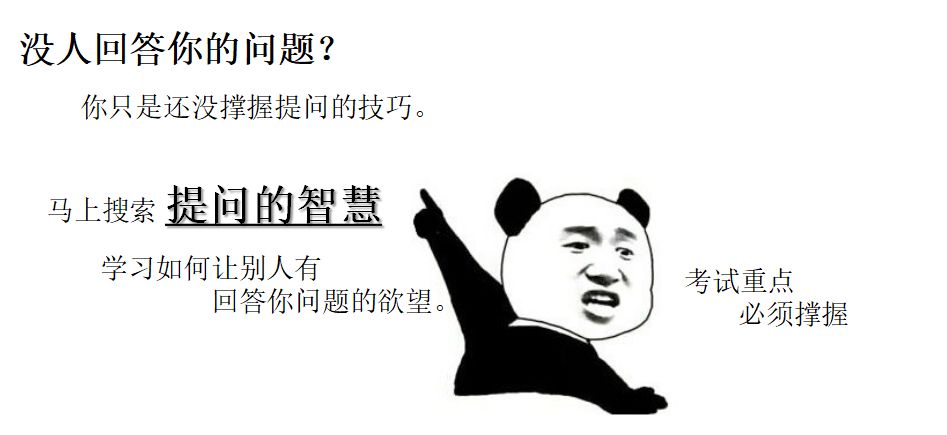 没人回答你的问题？
你只是还没撑握提问的技巧。
马上搜索 提问的智慧
学习如何让别人有
回答你问题的欲望。
考试重点
必须撑握